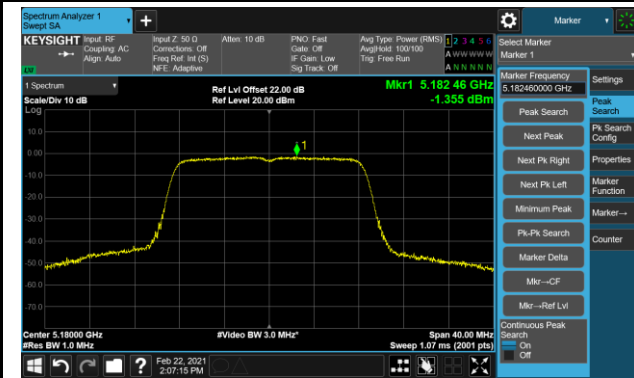 Spectrum Analyzer 1
Swept SA
KEYSIGHT
Input: RF
Coupling: AC
Align: Auto
Input Z: 50 Ω
Corrections: Off
Freq Ref: Int (S)
NFE: Adaptive
Atten: 10 dB
PNO: Fast
Gate: Off
IF Gain: Low
Sig Track: Off
Avg Type: Power (RMS)
Avg|Hold: 100/100
Trig: Free Run
1 2 3 4 5 6
A W W W W W
A N N N N N
1 Spectrum
Scale/Div 10 dB
Log
Ref Lvl Offset 22.00 dB
Ref Level 20.00 dBm
Mkr1 5.182 46 GHz
-1.355 dBm
1
10.0
0.00
-10.0
-20.0
-30.0
-40.0
-50.0
-60.0
-70.0
Center 5.18000 GHz
#Res BW 1.0 MHz
#Video BW 3.0 MHz*
Span 40.00 MHz
Sweep 1.07 ms (2001 pts)
Feb 22, 2021
2:07:15 PM
Marker
Select Marker
Marker 1
Marker Frequency
5.182460000 GHz
Peak Search
Next Peak
Next Pk Right
Next Pk Left
Minimum Peak
Pk-Pk Search
Marker Delta
Mkr→CF
Mkr→Ref Lvl
Continuous Peak
Search
On
Off
Settings
Peak
Search
Pk Search
Config
Properties
Marker
Function
Marker→
Counter